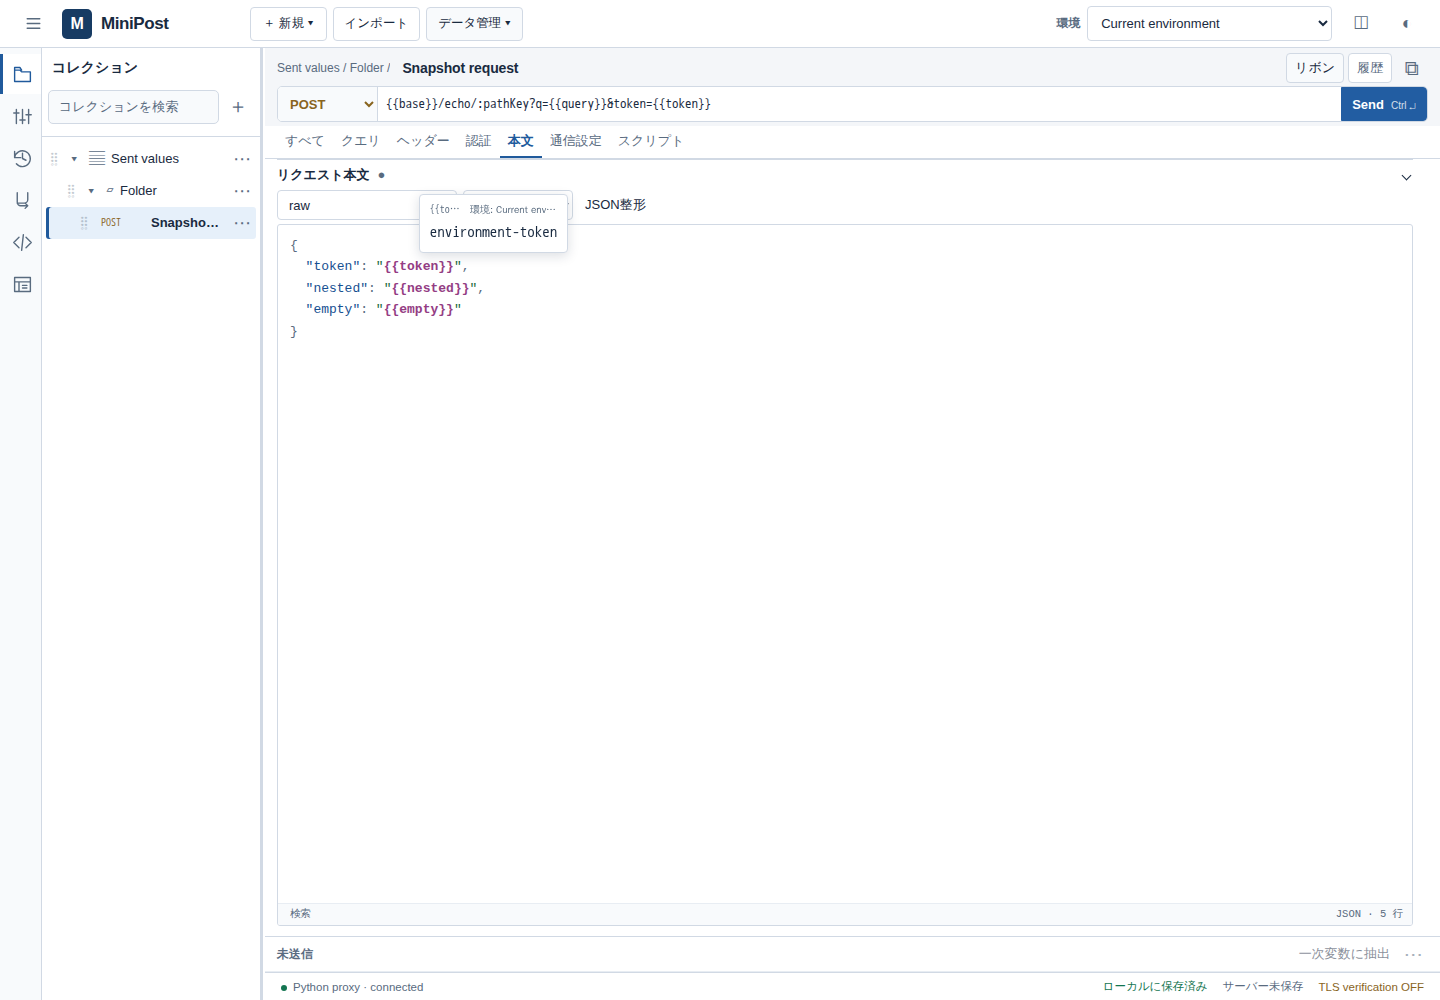 M MiniPost ＋ 新規 ▾ インポート データ管理 ▾ 環境 Current environment
コレクション
コレクションを検索 ＋
Sent values
Folder
POST Snapsho…
Sent values / Folder / Snapshot request リボン 履歴
POST {{base}}/echo/:pathKey?q={{query}}&token={{token}} Send Ctrl
すべて クエリ ヘッダー 認証 本文 通信設定 スクリプト
リクエスト本文 ●
raw JSON整形
{{to… 環境: Current env…
environment-token
{
"token": "{{token}}",
"nested": "{{nested}}",
"empty": "{{empty}}"
}
検索 JSON · 5 行
未送信 一次変数に抽出 …
Python proxy · connected ローカルに保存済み サーバー未保存 TLS verification OFF